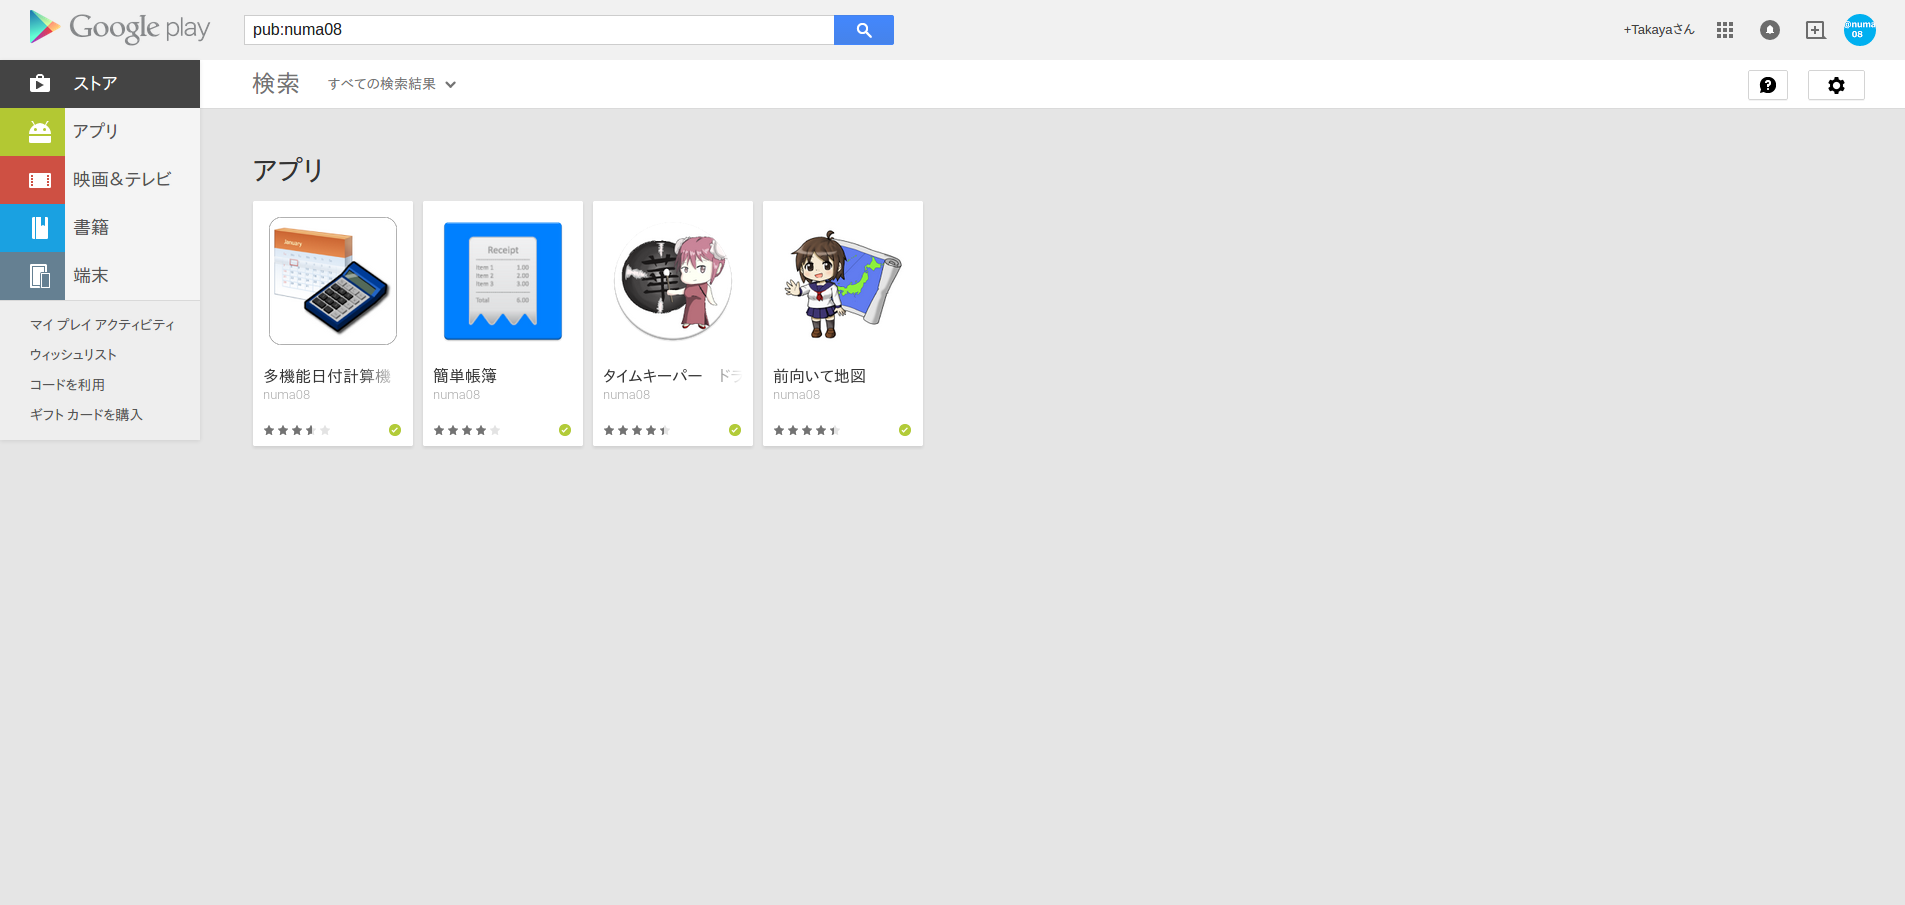 Google play
pub:numa08
+Takayaさん
@numa
08
ストア
検索
すべての検索結果
アプリ
映画&テレビ
書籍
端末
マイ プレイ アクティビティ
ウィッシュリスト
コードを利用
ギフト カードを購入
アプリ
January
多機能日付計算機
numa08
Receipt
Item 1 1.00
Item 2 2.00
Item 3 3.00
Total 6.00
簡単帳簿
numa08
華
タイムキーパー ドラ
numa08
前向いて地図
numa08